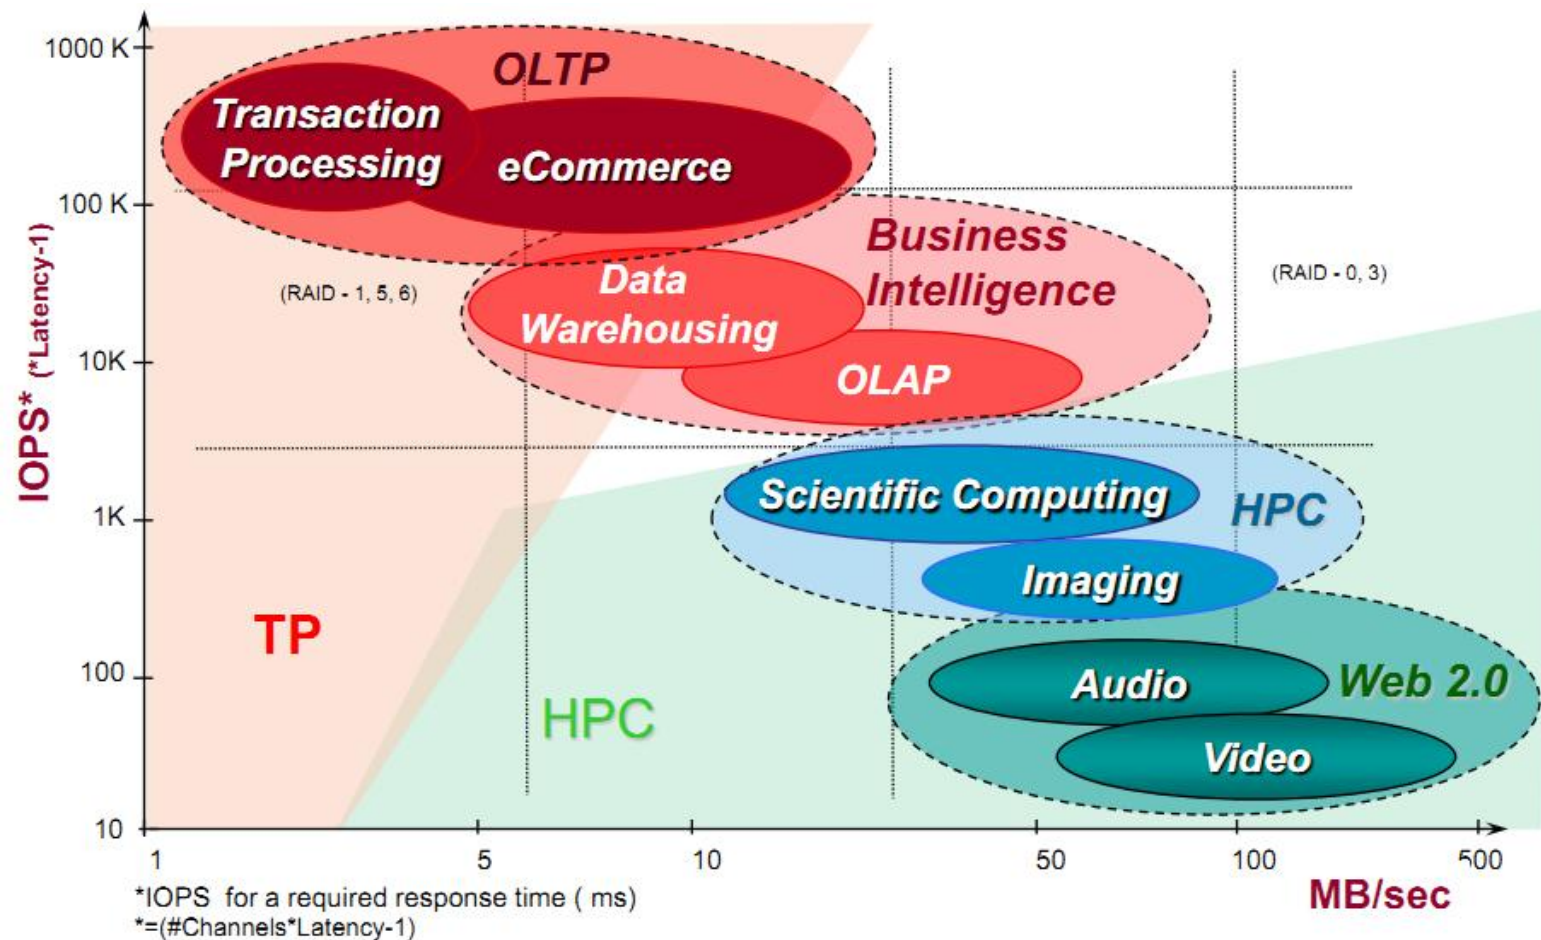 1000 K
OLTP
Transaction
Processing
eCommerce
100 K
Business
Intelligence
Data
Warehousing
(RAID - 1, 5, 6)
(RAID - 0, 3)
10K
OLAP
IOPS* (*Latency-1)
Scientific Computing
HPC
1K
Imaging
TP
100
Audio
Web 2.0
HPC
Video
10
1
5
10
50
100
500
*IOPS for a required response time ( ms)
*=(#Channels*Latency-1)
MB/sec